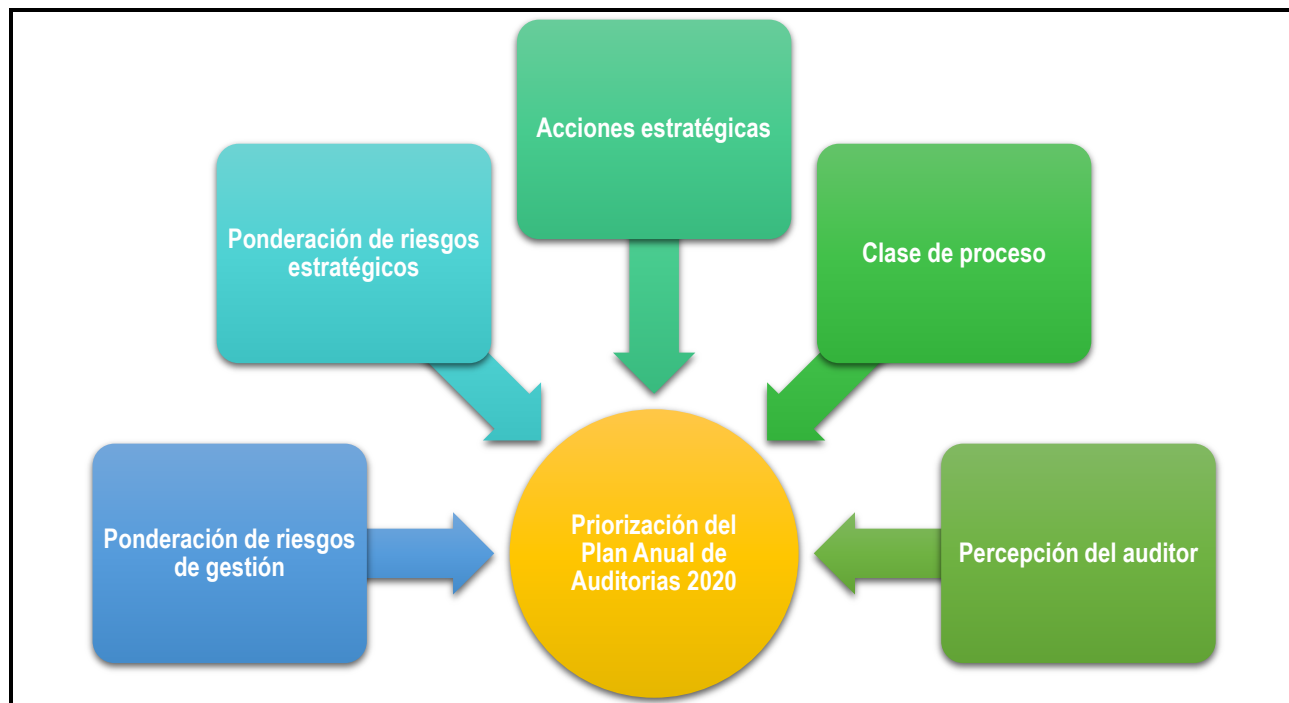 Acciones estratégicas
Ponderación de riesgos
estratégicos
Clase de proceso
Ponderación de riesgos
de gestión
Priorización del
Plan Anual de
Auditorias 2020
Percepción del auditor